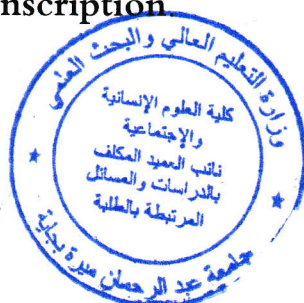 nscription.
وزارة التعليم العالي والبحث العلمي
كلية العلوم الإنسانية
والإجتماعية
نائب العميد المكلف
بالدراسات والمسائل
المرتبطة بالطلبة
جامعة عبد الرحمان ميرة بجاية